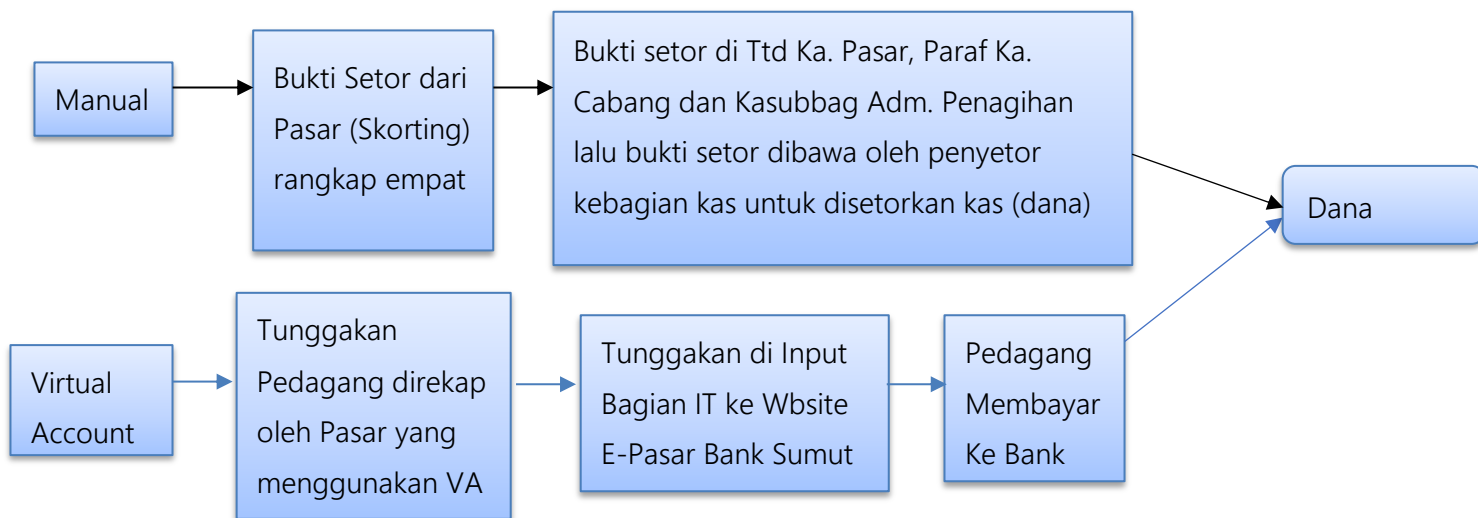 Manual
Bukti Setor dari
Pasar (Skorting)
rangkap empat
Bukti setor di Ttd Ka. Pasar, Paraf Ka.
Cabang dan Kasubbag Adm. Penagihan
lalu bukti setor dibawa oleh penyetor
kebagian kas untuk disetorkan kas (dana)
Dana
Virtual
Account
Tunggakan
Pedagang direkap
oleh Pasar yang
menggunakan VA
Tunggakan di Input
Bagian IT ke Wbsite
E-Pasar Bank Sumut
Pedagang
Membayar
Ke Bank